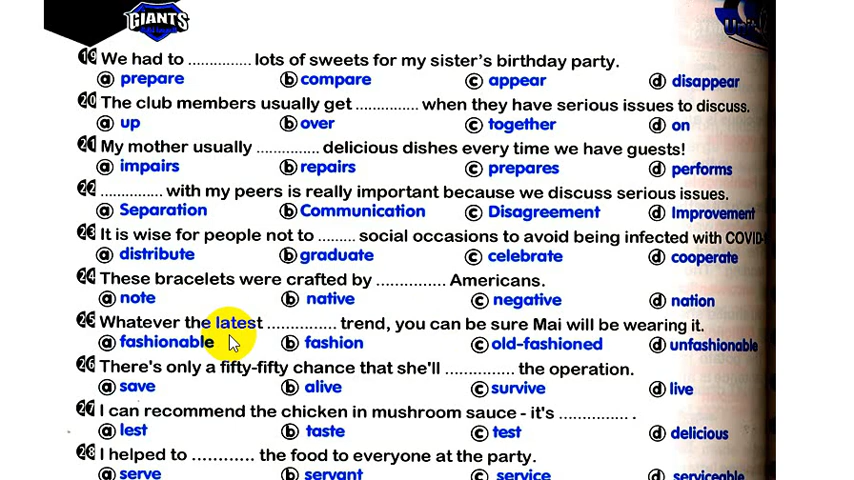 GIANTS
Unit
19 We had to .............. lots of sweets for my sister's birthday party.
a prepare b compare c appear d disappear
20 The club members usually get .............. when they have serious issues to discuss.
a up b over c together d on
21 My mother usually .............. delicious dishes every time we have guests!
a impairs b repairs c prepares d performs
22 .............. with my peers is really important because we discuss serious issues.
a Separation b Communication c Disagreement d Improvement
23 It is wise for people not to ........ social occasions to avoid being infected with COVID
a distribute b graduate c celebrate d cooperate
24 These bracelets were crafted by .............. Americans.
a note b native c negative d nation
25 Whatever the latest .............. trend, you can be sure Mai will be wearing it.
a fashionable b fashion c old-fashioned d unfashionable
26 There's only a fifty-fifty chance that she'll .............. the operation.
a save b alive c survive d live
27 I can recommend the chicken in mushroom sauce - it's .............. .
a lest b taste c test d delicious
28 I helped to ............ the food to everyone at the party.
a serve b servant c service d serviceable